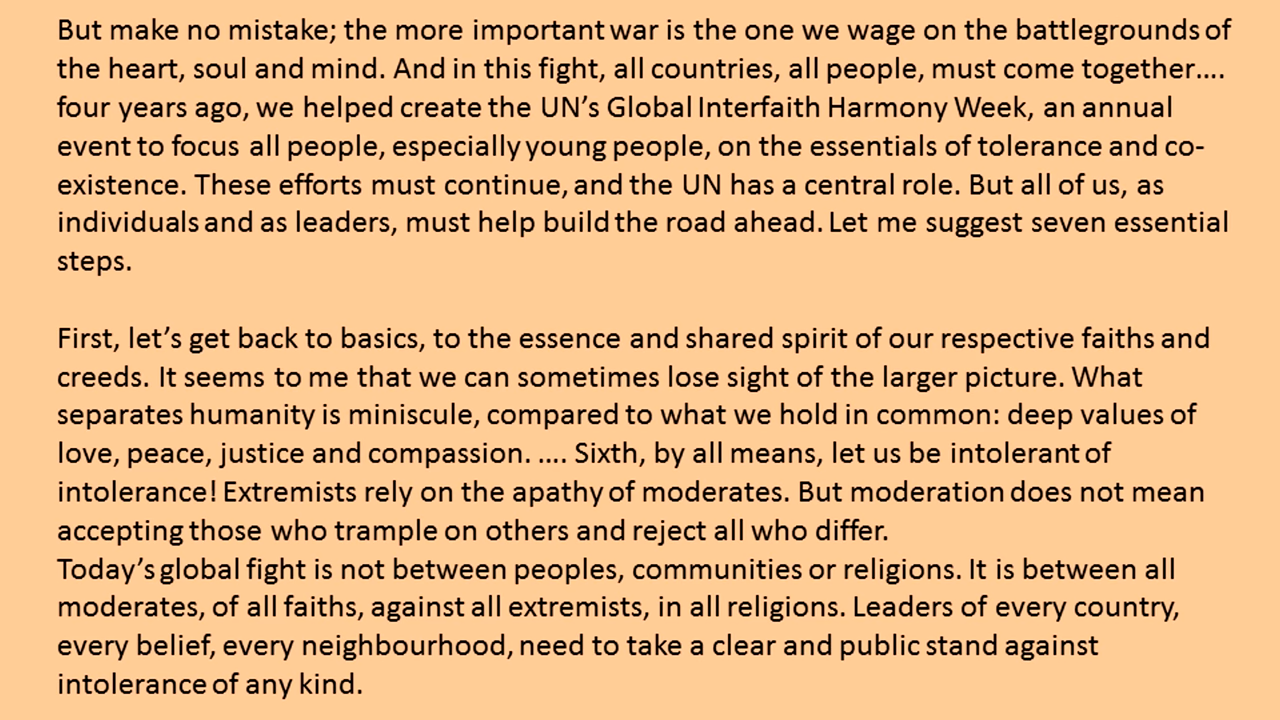 But make no mistake; the more important war is the one we wage on the battlegrounds of
the heart, soul and mind. And in this fight, all countries, all people, must come together….
four years ago, we helped create the UN’s Global Interfaith Harmony Week, an annual
event to focus all people, especially young people, on the essentials of tolerance and co-
existence. These efforts must continue, and the UN has a central role. But all of us, as
individuals and as leaders, must help build the road ahead. Let me suggest seven essential
steps.

First, let’s get back to basics, to the essence and shared spirit of our respective faiths and
creeds. It seems to me that we can sometimes lose sight of the larger picture. What
separates humanity is miniscule, compared to what we hold in common: deep values of
love, peace, justice and compassion. …. Sixth, by all means, let us be intolerant of
intolerance! Extremists rely on the apathy of moderates. But moderation does not mean
accepting those who trample on others and reject all who differ.
Today’s global fight is not between peoples, communities or religions. It is between all
moderates, of all faiths, against all extremists, in all religions. Leaders of every country,
every belief, every neighbourhood, need to take a clear and public stand against
intolerance of any kind.